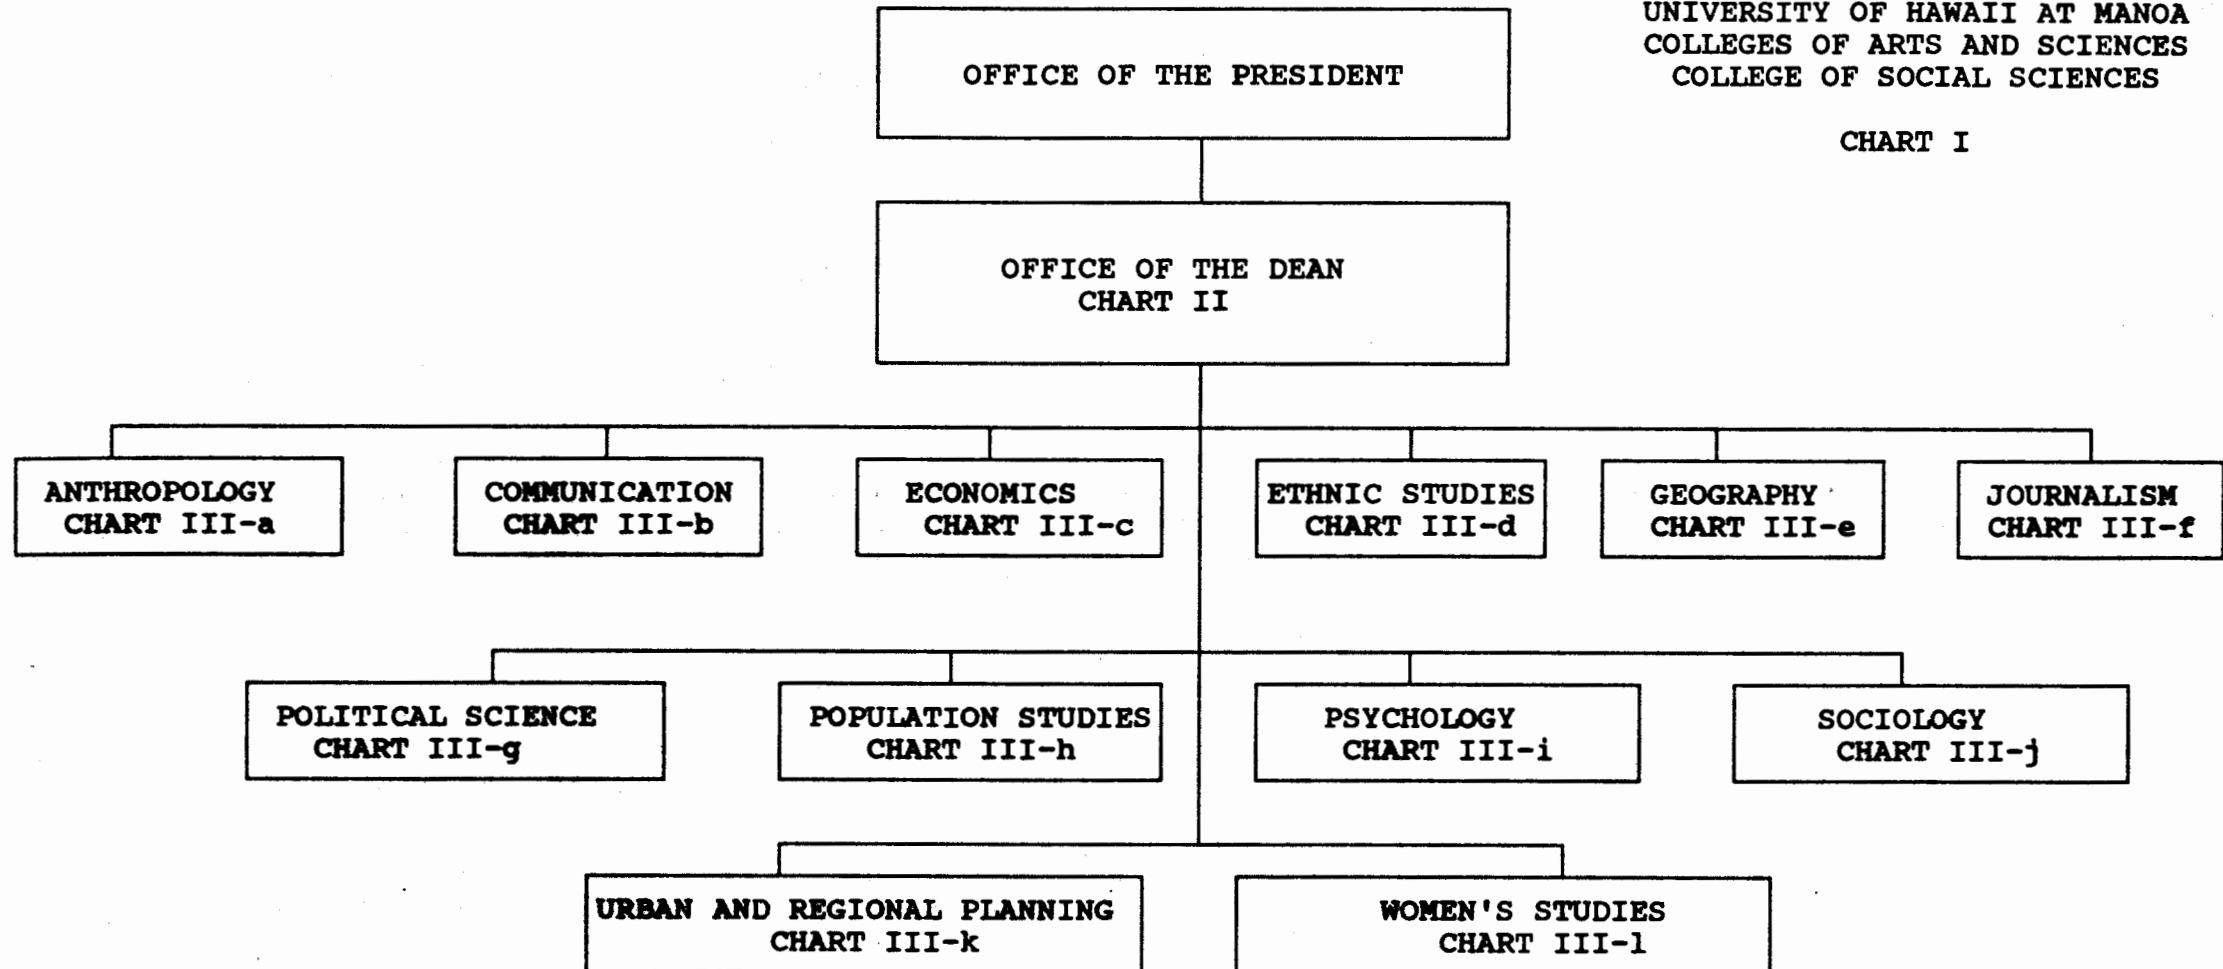 UNIVERSITY OF HAWAII AT MANOA
COLLEGES OF ARTS AND SCIENCES
COLLEGE OF SOCIAL SCIENCES
CHART I
OFFICE OF THE PRESIDENT
OFFICE OF THE DEAN
CHART II
ANTHROPOLOGY
CHART III-a
COMMUNICATION
CHART III-b
ECONOMICS
CHART III-c
ETHNIC STUDIES
CHART III-d
GEOGRAPHY
CHART III-e
JOURNALISM
CHART III-f
POLITICAL SCIENCE
CHART III-g
POPULATION STUDIES
CHART III-h
PSYCHOLOGY
CHART III-i
SOCIOLOGY
CHART III-j
URBAN AND REGIONAL PLANNING
CHART III-k
WOMEN'S STUDIES
CHART III-l